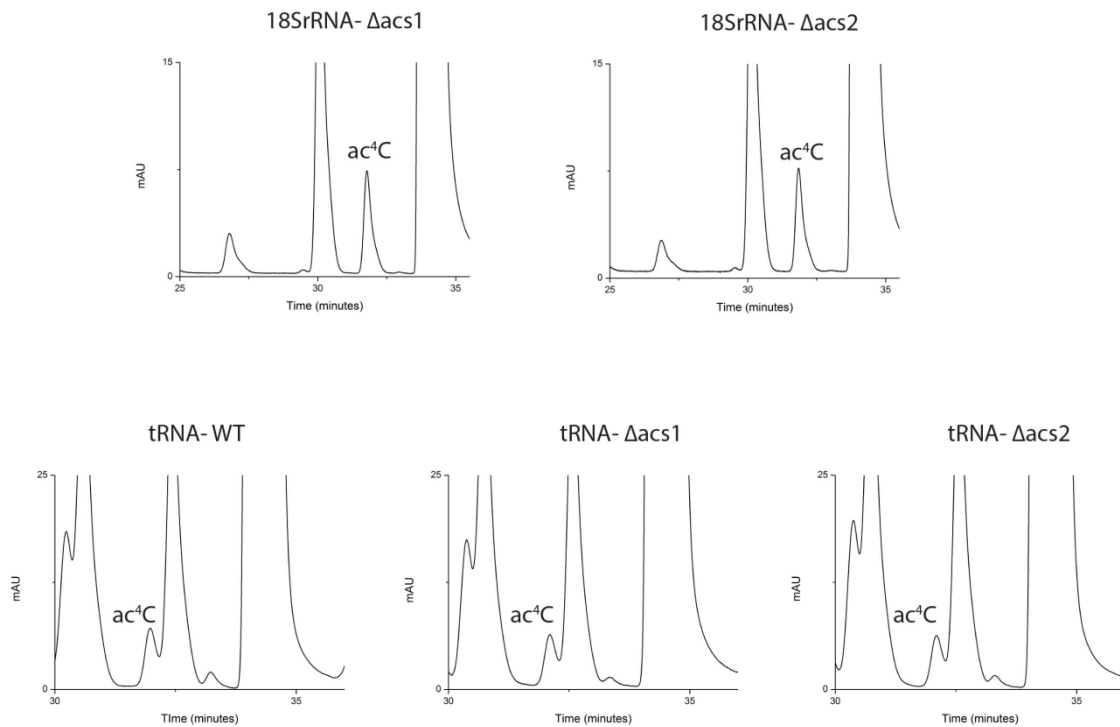 18SrRNA- Δacs1
18SrRNA- Δacs2
15
mAU
0
ac⁴C
25
30
35
Time (minutes)
15
mAU
0
ac⁴C
25
30
35
Time (minutes)
tRNA- WT
tRNA- Δacs1
tRNA- Δacs2
25
mAU
0
ac⁴C
30
35
TIme (minutes)
25
mAU
0
ac⁴C
30
35
Time (minutes)
25
mAU
0
ac⁴C
30
35
Time (minutes)